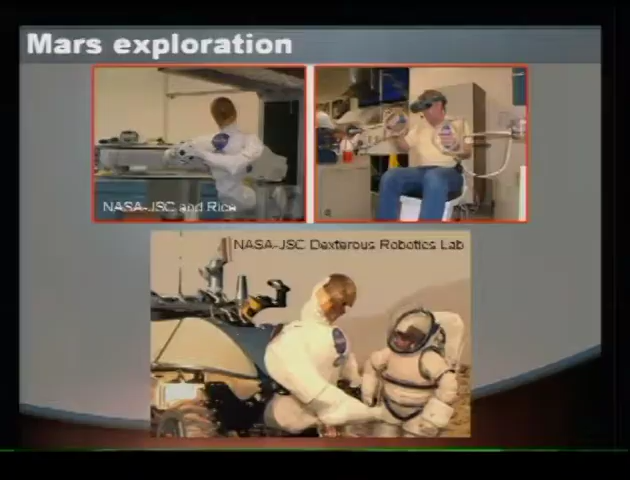 Mars exploration
NASA-JSC and Rice
NASA-JSC Dexterous Robotics Lab